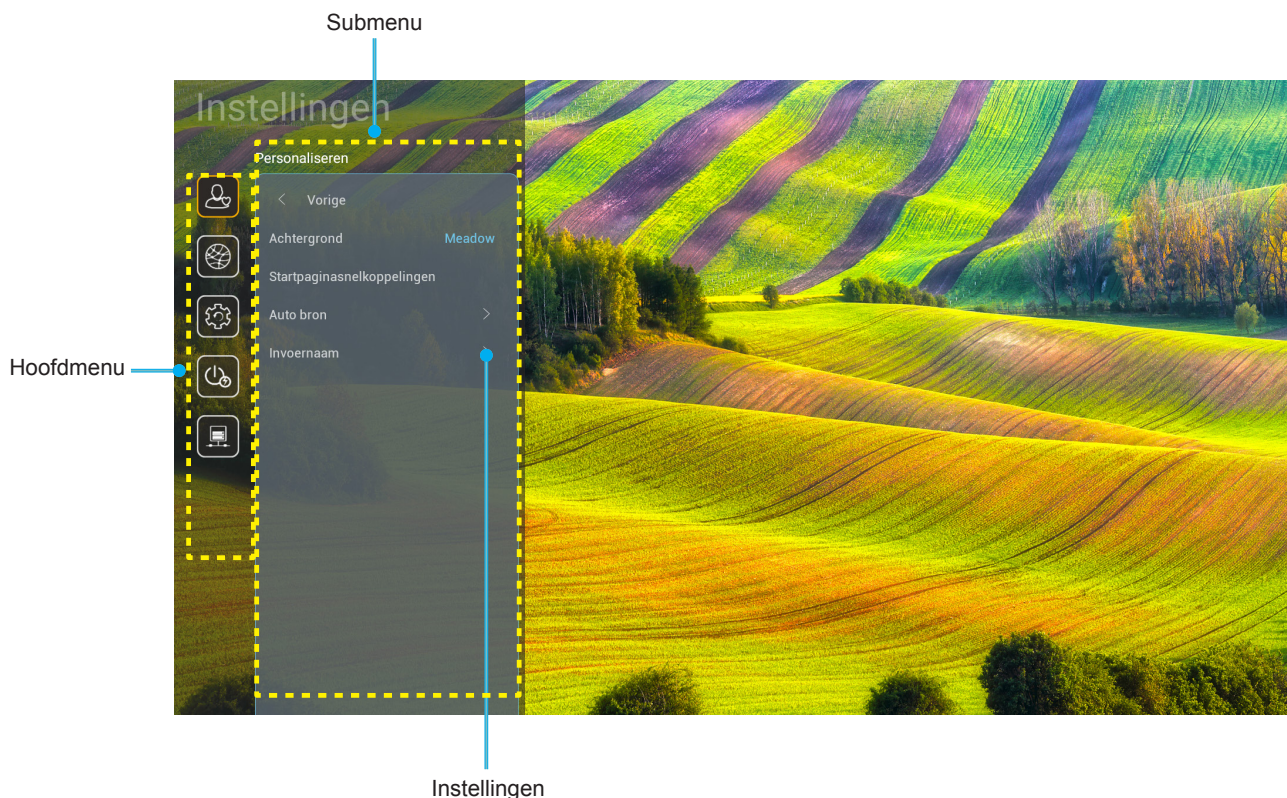 Submenu
Instellingen
Personaliseren
Vorige
Achtergrond Meadow
Startpaginasnelkoppelingen
Auto bron
Invoernaam
Hoofdmenu
Instellingen